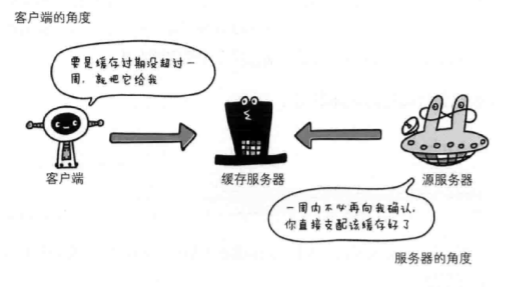 客户端的角度
要是缓存过期没超过一
周，就把它给我
客户端
缓存服务器
源服务器
一周内不必再向我确认，
你直接支配该缓存好了
服务器的角度